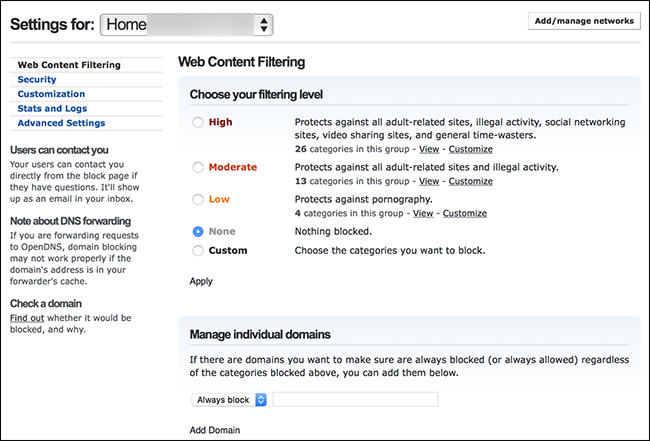 Settings for: Home
Add/manage networks
Web Content Filtering
Security
Customization
Stats and Logs
Advanced Settings
Users can contact you
Your users can contact you
directly from the block page if
they have questions. It'll show
up as an email in your inbox.
Note about DNS forwarding
If you are forwarding requests
to OpenDNS, domain blocking
may not work properly if the
domain's address is in your
forwarder's cache.
Check a domain
Find out whether it would be
blocked, and why.
Web Content Filtering
Choose your filtering level
High
Protects against all adult-related sites, illegal activity, social networking
sites, video sharing sites, and general time-wasters.
26 categories in this group - View - Customize
Moderate
Protects against all adult-related sites and illegal activity.
13 categories in this group - View - Customize
Low
Protects against pornography.
4 categories in this group - View - Customize
None
Nothing blocked.
Custom
Choose the categories you want to block.
Apply
Manage individual domains
If there are domains you want to make sure are always blocked (or always allowed) regardless
of the categories blocked above, you can add them below.
Always block
Add Domain